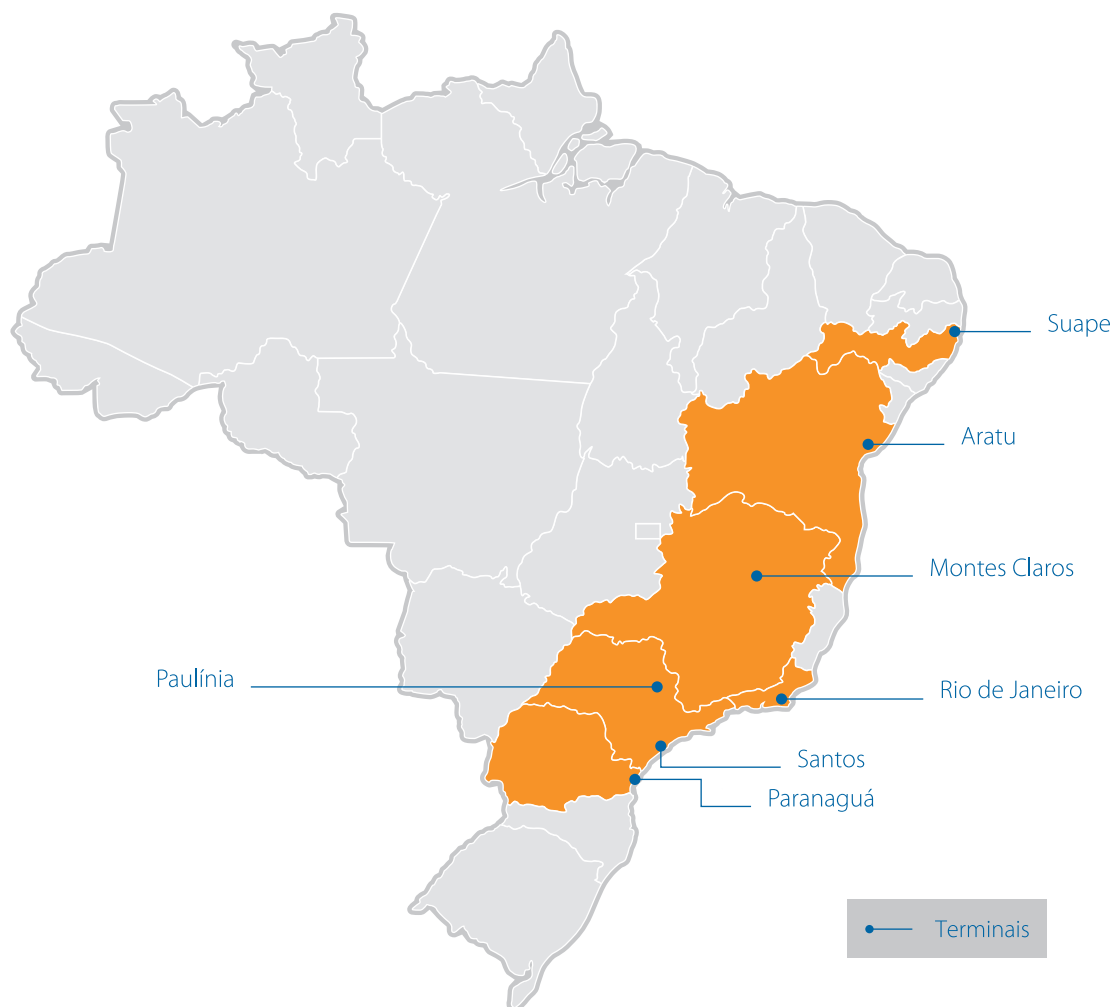 Suape
Aratu
Montes Claros
Paulínia
Rio de Janeiro
Santos
Paranaguá
Terminais